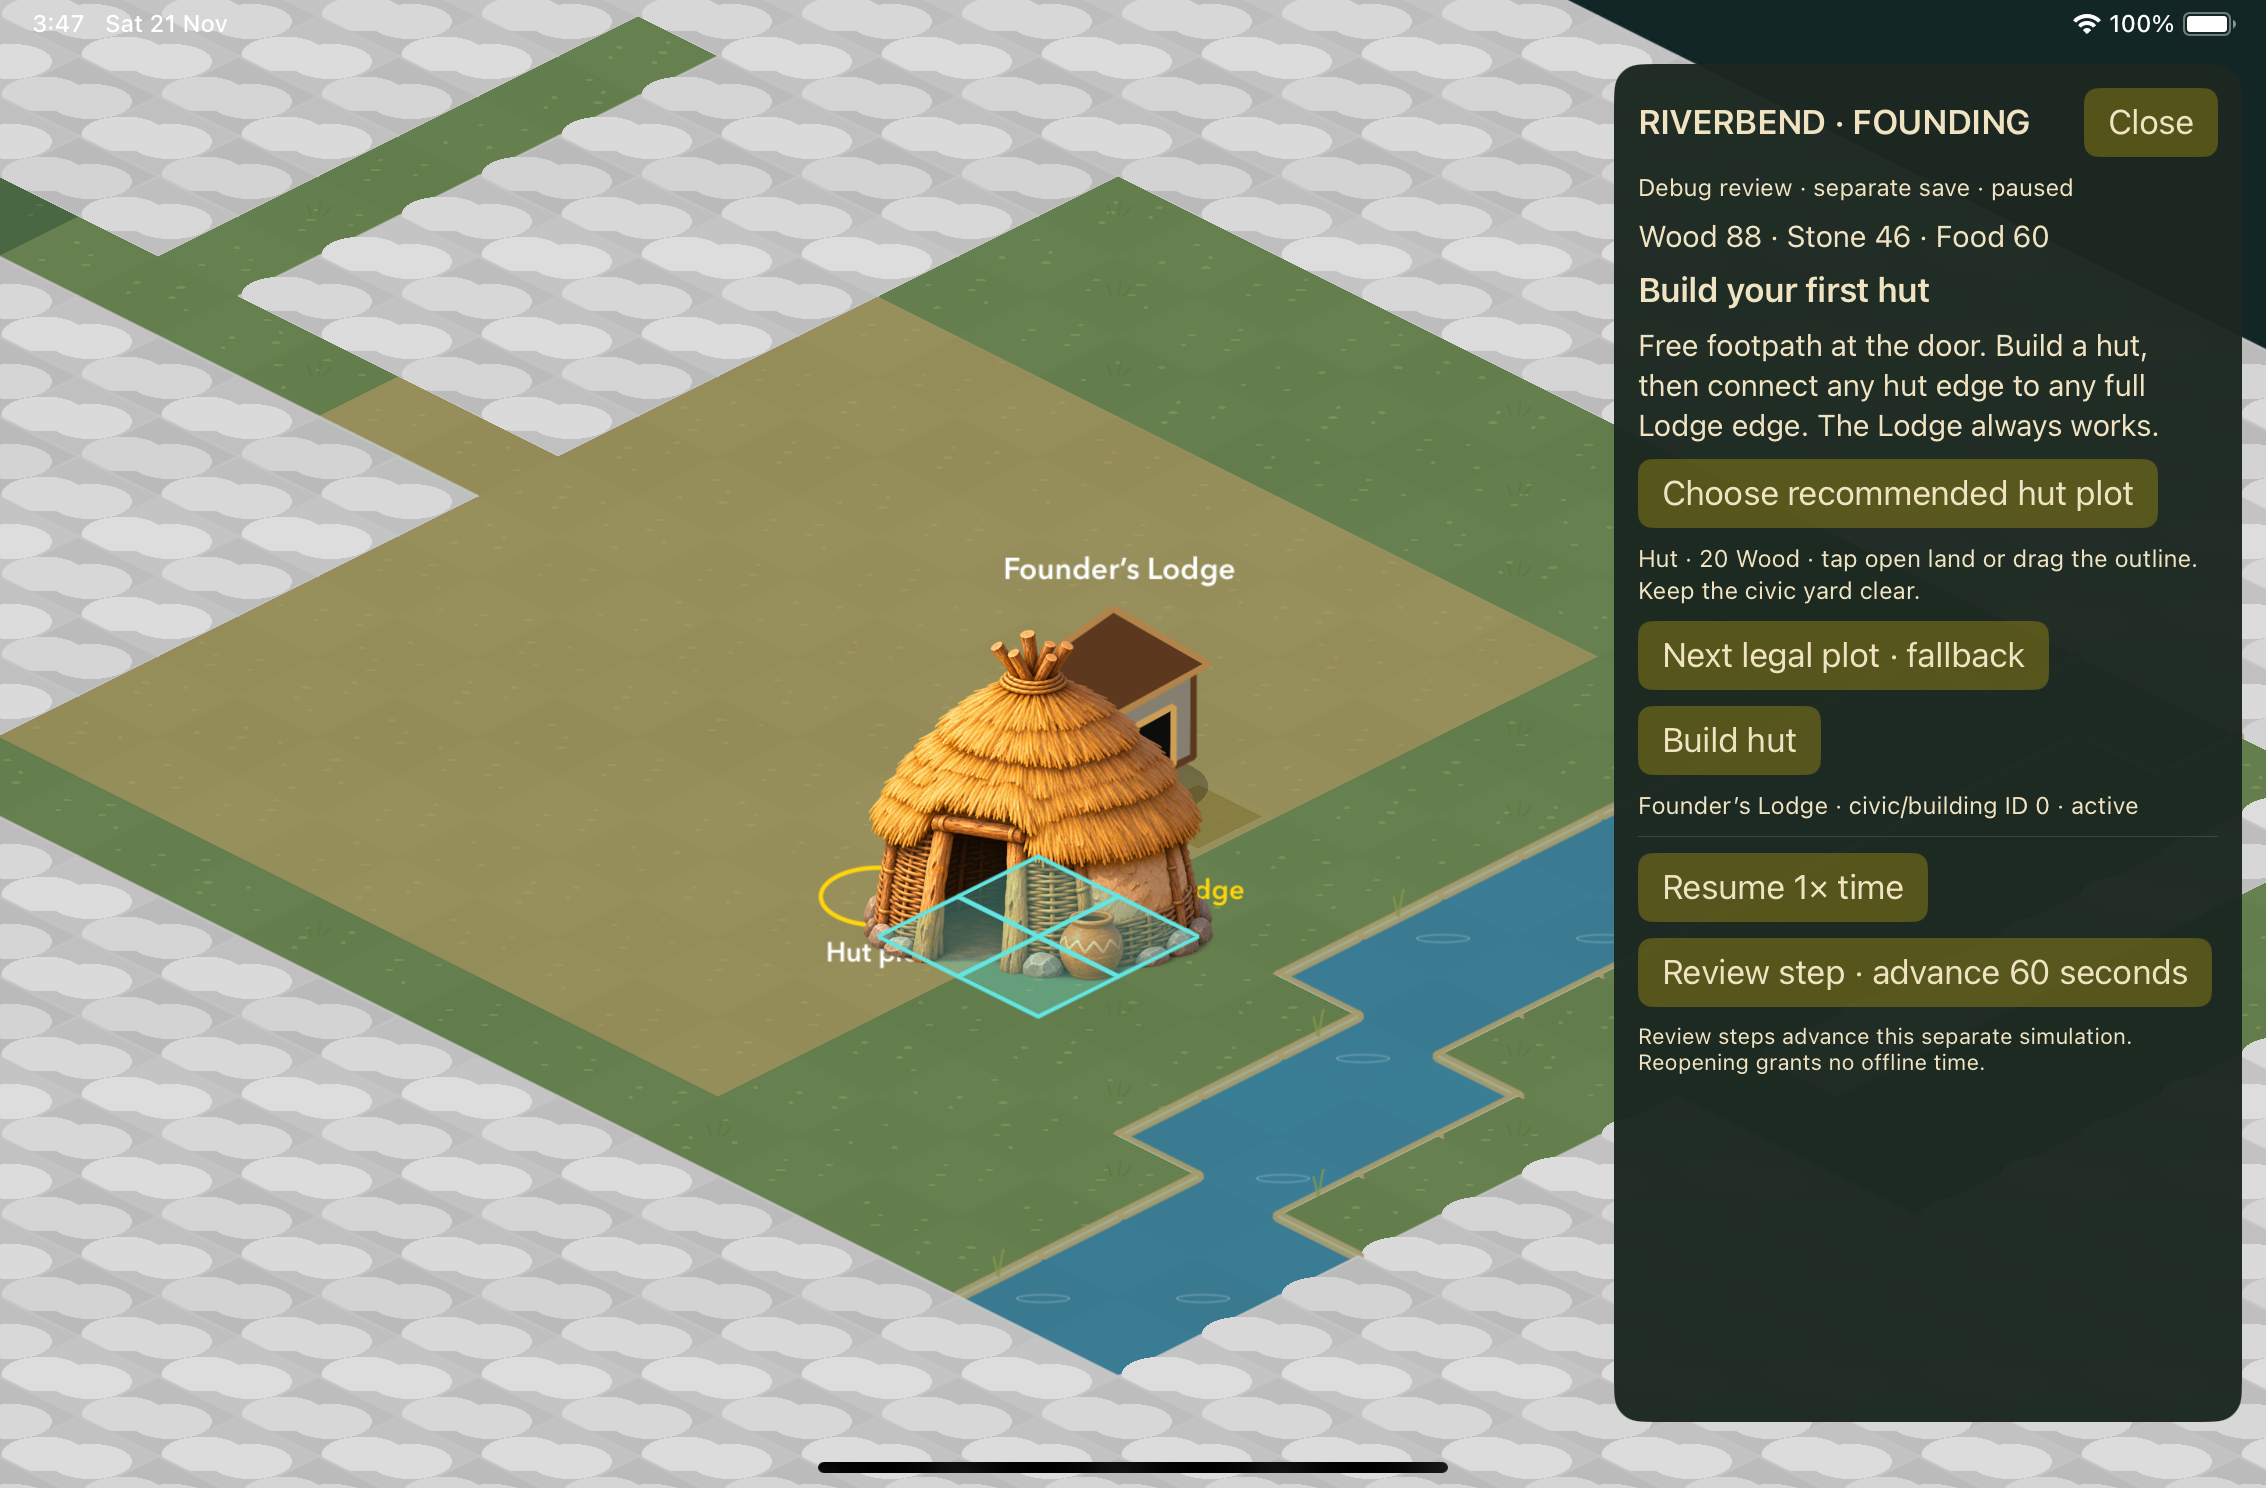 3:47 Sat 21 Nov
100%
RIVERBEND · FOUNDING
Close
Debug review · separate save · paused
Wood 88 · Stone 46 · Food 60
Build your first hut
Free footpath at the door. Build a hut,
then connect any hut edge to any full
Lodge edge. The Lodge always works.
Choose recommended hut plot
Hut · 20 Wood · tap open land or drag the outline.
Keep the civic yard clear.
Next legal plot · fallback
Build hut
Founder’s Lodge · civic/building ID 0 · active
Resume 1× time
Review step · advance 60 seconds
Review steps advance this separate simulation.
Reopening grants no offline time.
Founder’s Lodge
Hut